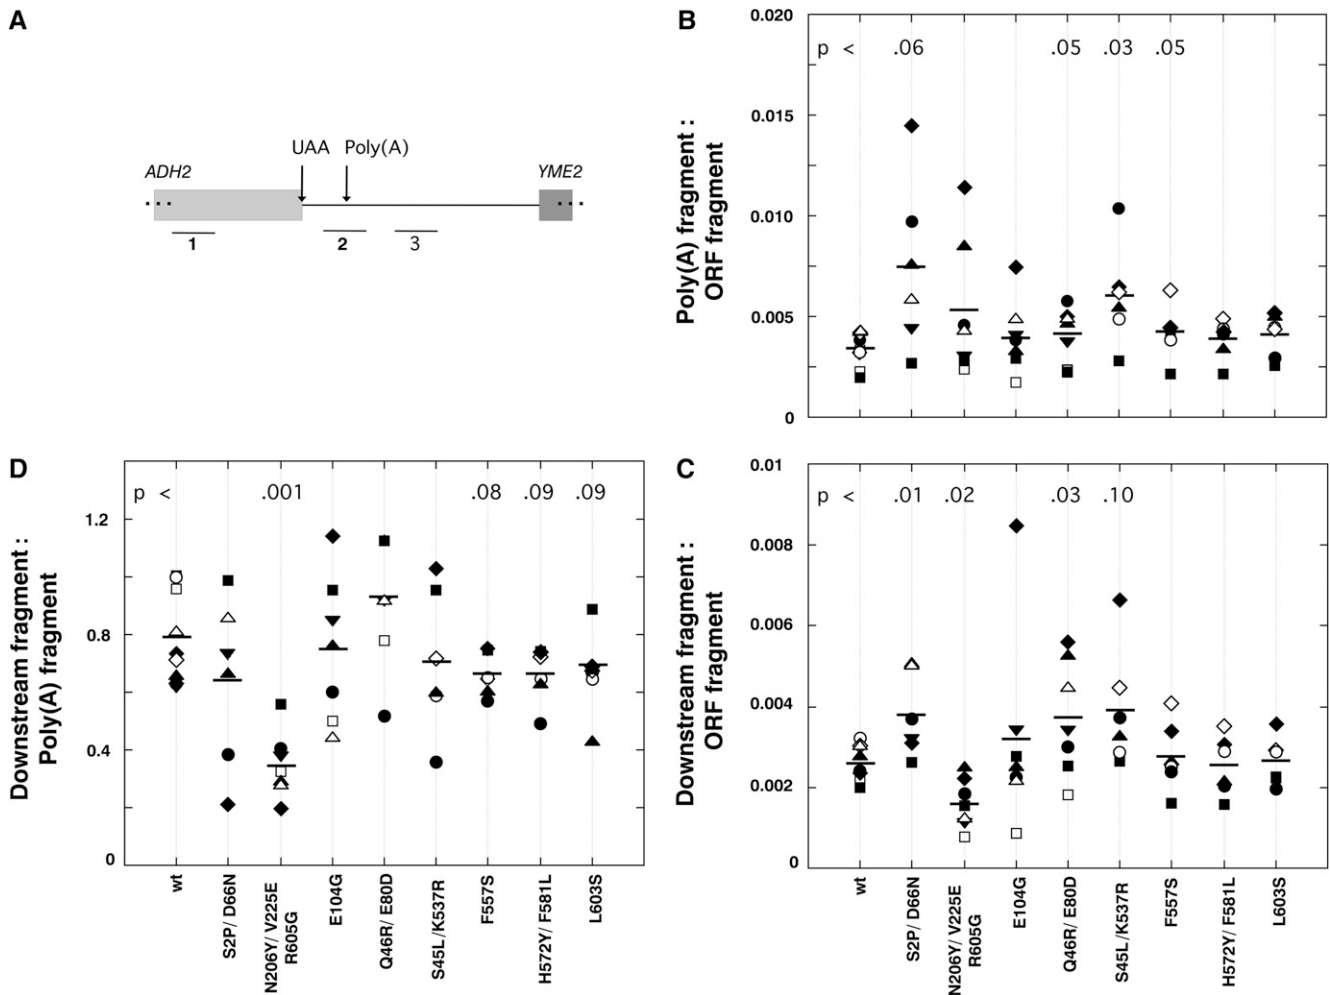 A
UAA Poly(A)
ADH2 YME2
1 2 3
B
Poly(A) fragment :
ORF fragment
0.020
0.015
0.010
0.005
0
p < .06 .05 .03 .05
D
Downstream fragment :
Poly(A) fragment
1.2
0.8
0.4
0
p < .001 .08 .09 .09
wt
S2P/ D66N
N206Y/ V225E
R605G
E104G
Q46R/ E80D
S45L/K537R
F557S
H572Y/ F581L
L603S
C
Downstream fragment :
ORF fragment
0.01
0.008
0.006
0.004
0.002
0
p < .01 .02 .03 .10
wt
S2P/ D66N
N206Y/ V225E
R605G
E104G
Q46R/ E80D
S45L/K537R
F557S
H572Y/ F581L
L603S